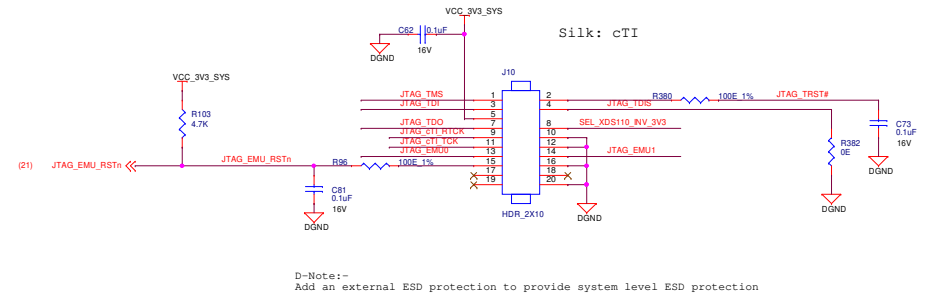 VCC_3V3_SYS
C62 0.1uF
16V
DGND
Silk: cTI
J10
VCC_3V3_SYS
R103
4.7K
JTAG_TMS 1 2 R380 100E_1% JTAG_TRST#
JTAG_TDI 3 4 JTAG_TDIS
5
JTAG_TDO 7 8 SEL_XDS110_INV_3V3
JTAG_cTI_RTCK 9 10
JTAG_cTI_TCK 11 12
JTAG_EMU0 13 14 JTAG_EMU1
(21) JTAG_EMU_RSTn JTAG_EMU_RSTn R96 100E_1% 15 16
17 18
19 20
C73
0.1uF
16V
DGND
R382
0E
DGND
C81
0.1uF
16V
DGND
HDR_2X10
DGND
D-Note:-
Add an external ESD protection to provide system level ESD protection